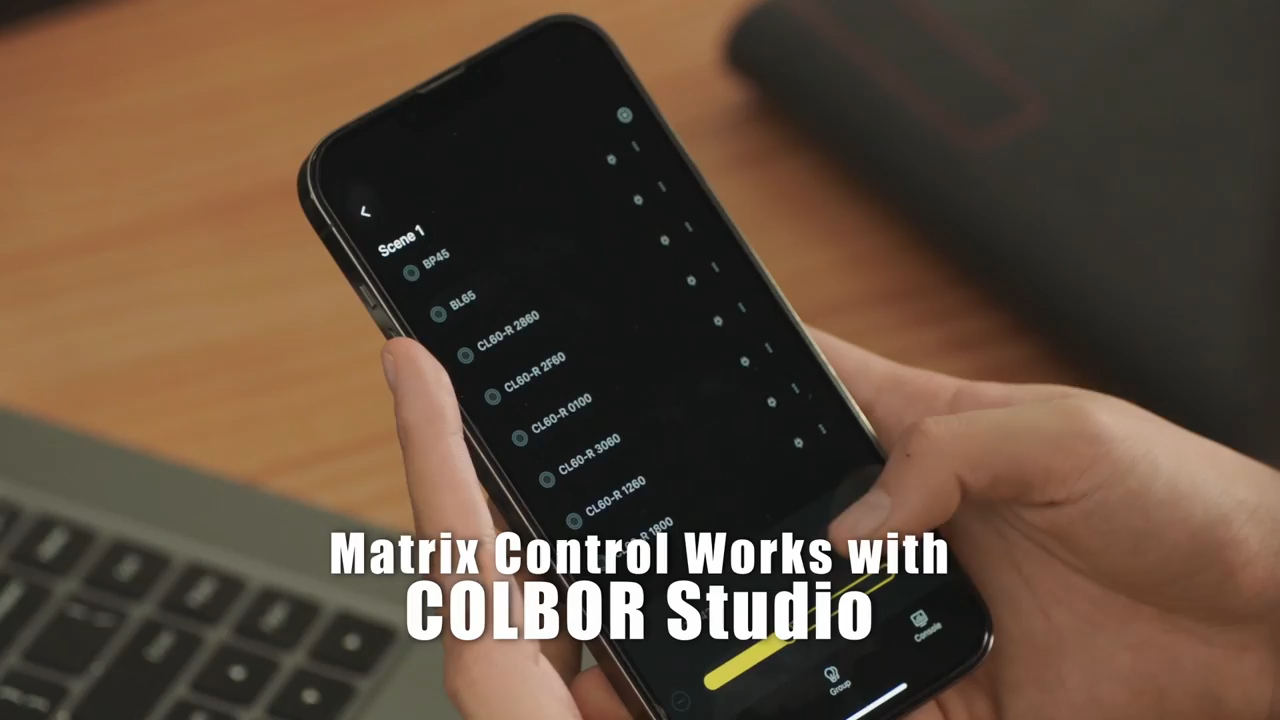 Scene 1
BP45
BL65
CL60-R 2860
CL60-R 2F60
CL60-R 0100
CL60-R 3060
CL60-R 1260
R 1800
Matrix Control Works with
COLBOR Studio
Console
Group